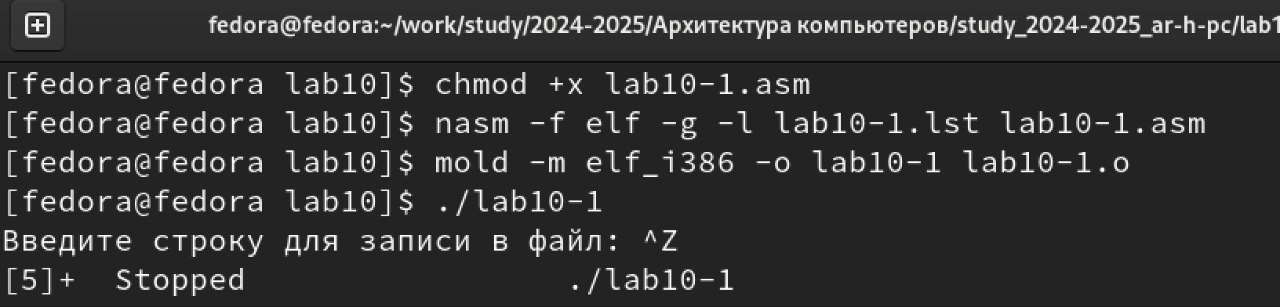 fedora@fedora:~/work/study/2024-2025/Архитектура компьютеров/study_2024-2025_ar-h-pc/lab1
[fedora@fedora lab10]$ chmod +x lab10-1.asm
[fedora@fedora lab10]$ nasm -f elf -g -l lab10-1.lst lab10-1.asm
[fedora@fedora lab10]$ mold -m elf_i386 -o lab10-1 lab10-1.o
[fedora@fedora lab10]$ ./lab10-1
Введите строку для записи в файл: ^Z
[5]+  Stopped                 ./lab10-1